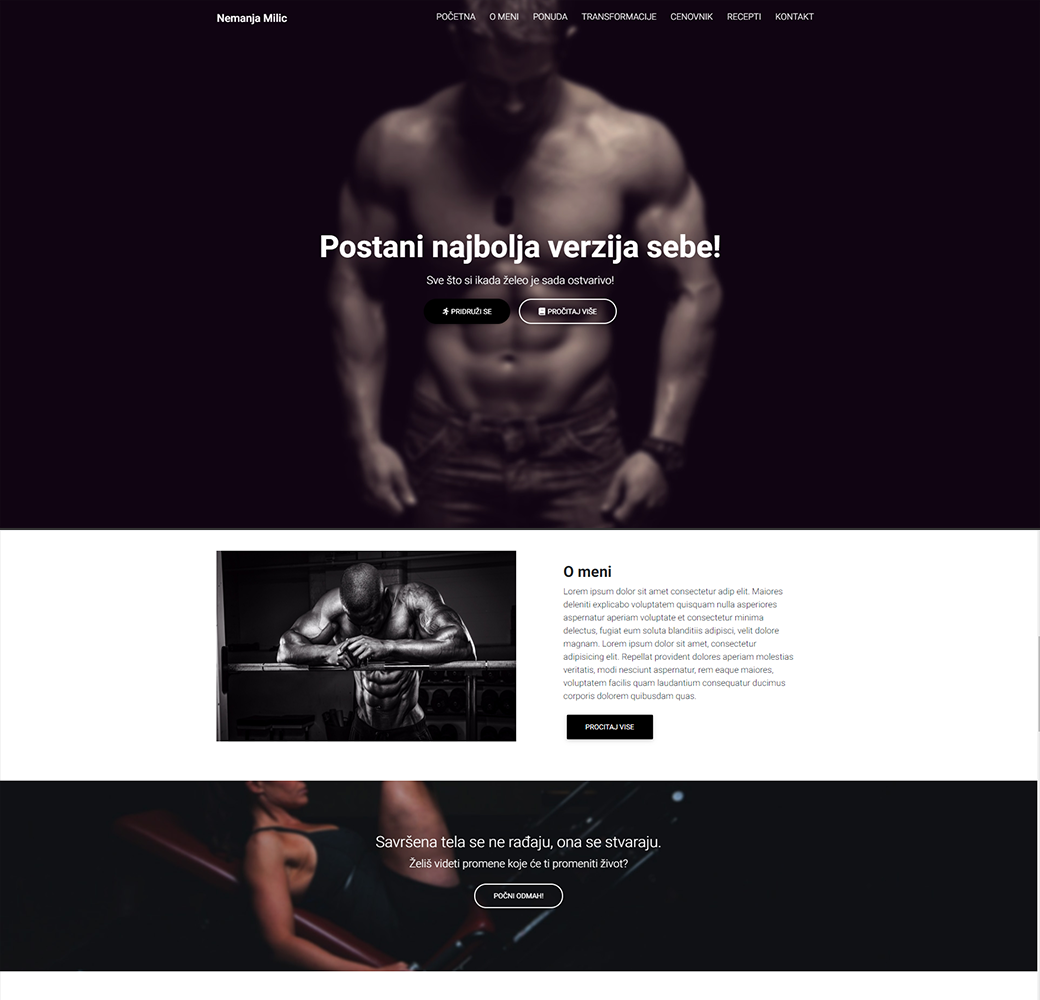 Nemanja Milic
POČETNA O MENI PONUDA TRANSFORMACIJE CENOVNIK RECEPTI KONTAKT
Postani najbolja verzija sebe!
Sve što si ikada želeo je sada ostvarivo!
PRIDRUŽI SE PROČITAJ VIŠE
O meni
Lorem ipsum dolor sit amet consectetur adip elit. Maiores
deleniti explicabo voluptatem quisquam nulla asperiores
aspernatur aperiam voluptate et consectetur minima
delectus, fugiat eum soluta blanditiis adipisci, velit dolore
magnam. Lorem ipsum dolor sit amet, consectetur
adipisicing elit. Repellat provident dolores aperiam molestias
veritatis, modi nesciunt aspernatur, rem eaque maiores,
voluptatem facilis quam laudantium consequatur ducimus
corporis dolorem quibusdam quas.
PROCITAJ VISE
Savršena tela se ne rađaju, ona se stvaraju.
Želiš videti promene koje će ti promeniti život?
POČNI ODMAH!